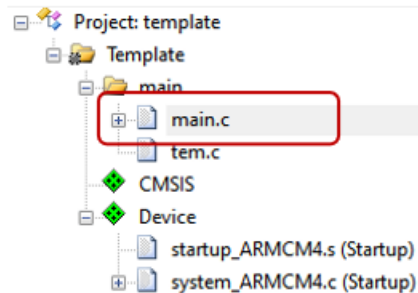 Project: template
Template
main
main.c
tem.c
CMSIS
Device
startup_ARMCM4.s (Startup)
system_ARMCM4.c (Startup)